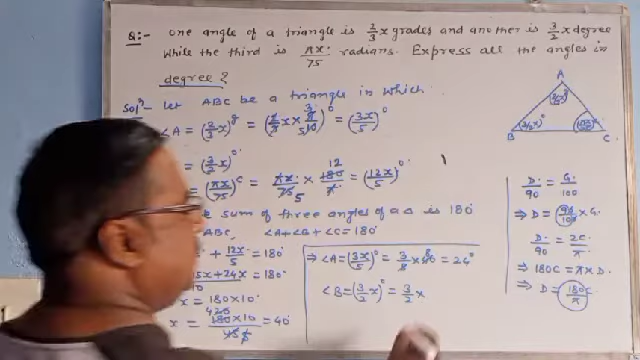 Q:- One angle of a triangle is 2/3 x grades and another is 3/2 x degree
while the third is πx/75 radians. Express all the angles in
degree?
Solⁿ- Let ABC be a triangle in which
∠A = (2/3 x)ᵍ = (2/3 x × 9/10)° = (3x/5)°
= (3/2 x)°
= (πx/75)ᶜ = πx/75 × 180/π = (12x/5)°
sum of three angles of a Δ is 180°
ABC, ∠A+∠B+∠C = 180°
+ 12x/5 = 180°
5x + 24x = 180°
x = 180×10
x = 180×10/45 = 40
⇒ ∠A = (3x/5)° = 3/5 × 40 = 24°
∠B = (3/2 x)° = 3/2 x
A
B
C
D/90 = G/100
⇒ D = (90/100) × G.
D/90 = 2C/π
⇒ 180C = π × D.
⇒ D = 180C/π